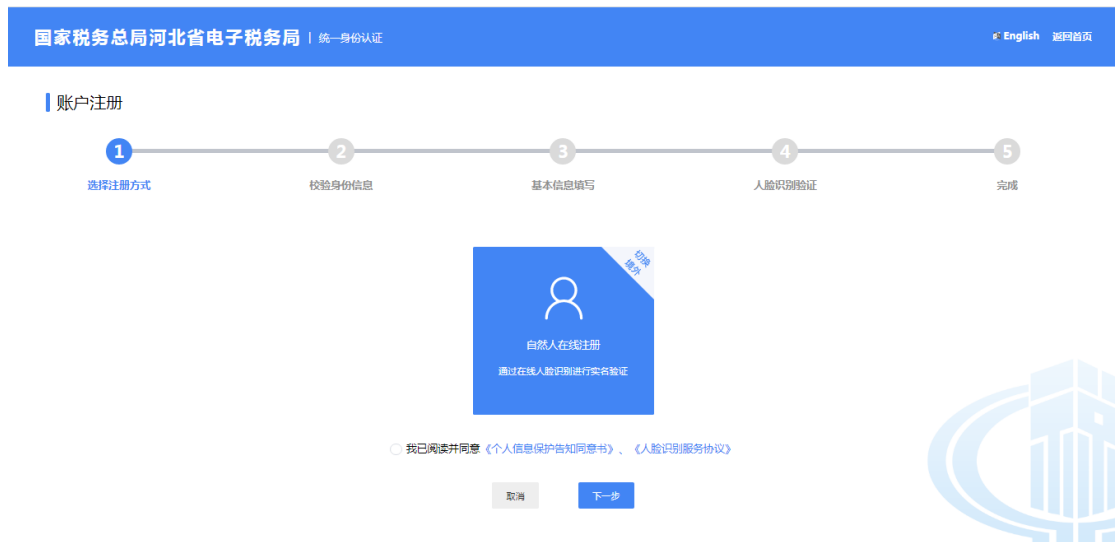 国家税务总局河北省电子税务局 | 统一身份认证
English 返回首页
账户注册
1 2 3 4 5
选择注册方式 校验身份信息 基本信息填写 人脸识别验证 完成
切换
境外
自然人在线注册
通过在线人脸识别进行实名验证
我已阅读并同意《个人信息保护告知同意书》、《人脸识别服务协议》
取消 下一步